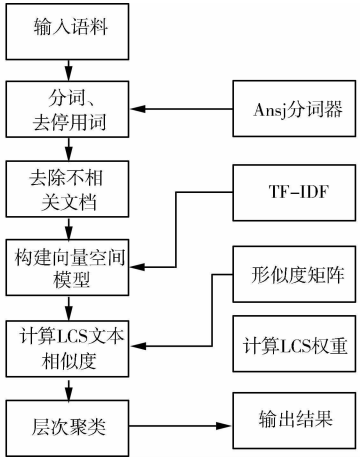 输入语料
分词、
去停用词
Ansj分词器
去除不相
关文档
TF-IDF
构建向量空间
模型
形似度矩阵
计算LCS文本
相似度
计算LCS权重
层次聚类
输出结果